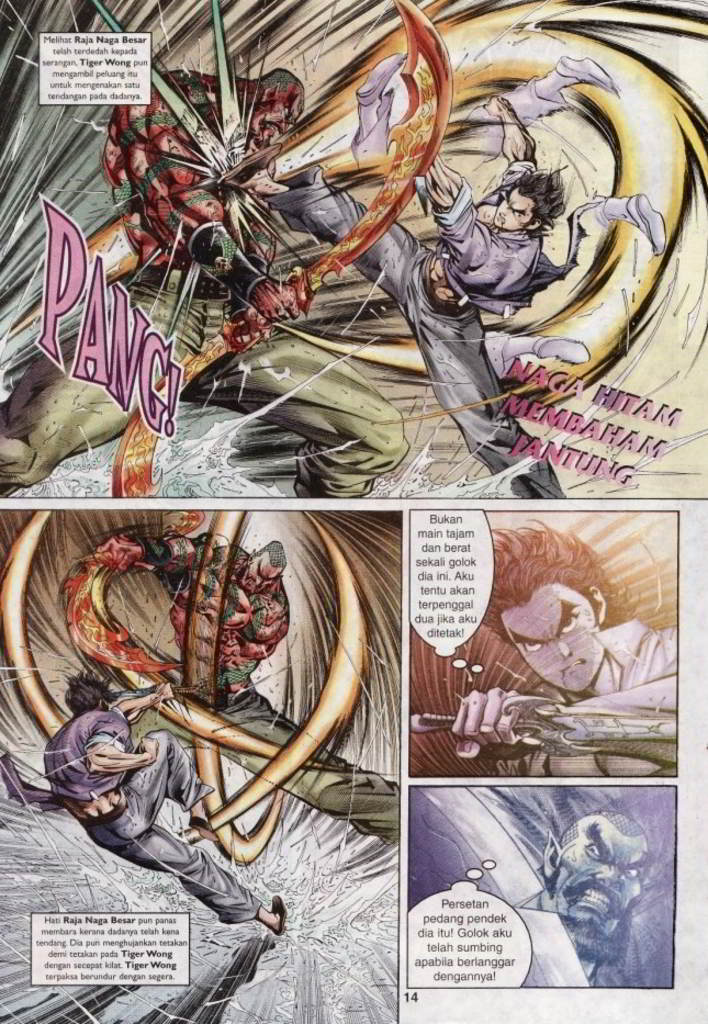 Melihat Raja Naga Besar
telah terdedah kepada
serangan, Tiger Wong pun
mengambil peluang itu
untuk mengenakan satu
tendangan pada dadanya.
PANG!
NAGA HITAM
MEMBAHAM
JANTUNG
Bukan
main tajam
dan berat
sekali golok
dia ini. Aku
tentu akan
terpenggal
dua jika aku
ditetak!
Hati Raja Naga Besar pun panas
membara kerana dadanya telah kena
tendang. Dia pun menghujankan tetakan
demi tetakan pada Tiger Wong
dengan secepat kilat. Tiger Wong
terpaksa berundur dengan segera.
Persetan
pedang pendek
dia itu! Golok aku
telah sumbing
apabila berlanggar
dengannya!
14